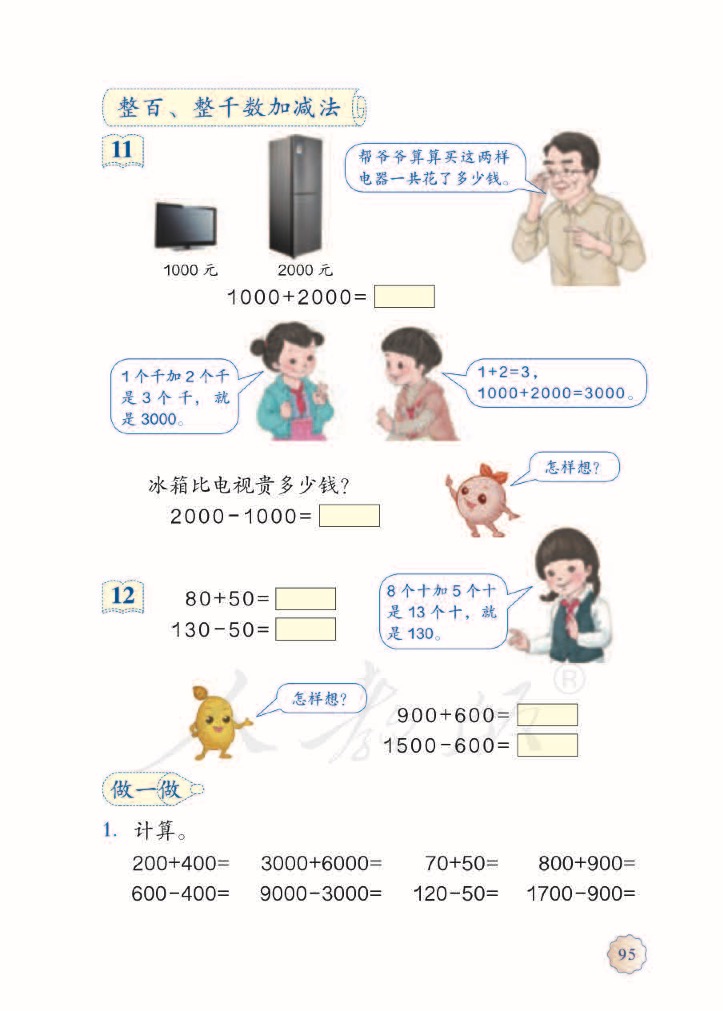 整百、整千数加减法
11
帮爷爷算算买这两样
电器一共花了多少钱。
1000 元
2000 元
1000+2000=
1个千加2个千
是3个千，就
是3000。
1+2=3，
1000+2000=3000。
冰箱比电视贵多少钱？
2000-1000=
怎样想？
12
80+50=
130-50=
8个十加5个十
是13个十，就
是130。
怎样想？
900+600=
1500-600=
人教版
®
做一做
1. 计算。
200+400= 3000+6000= 70+50= 800+900=
600-400= 9000-3000= 120-50= 1700-900=
95